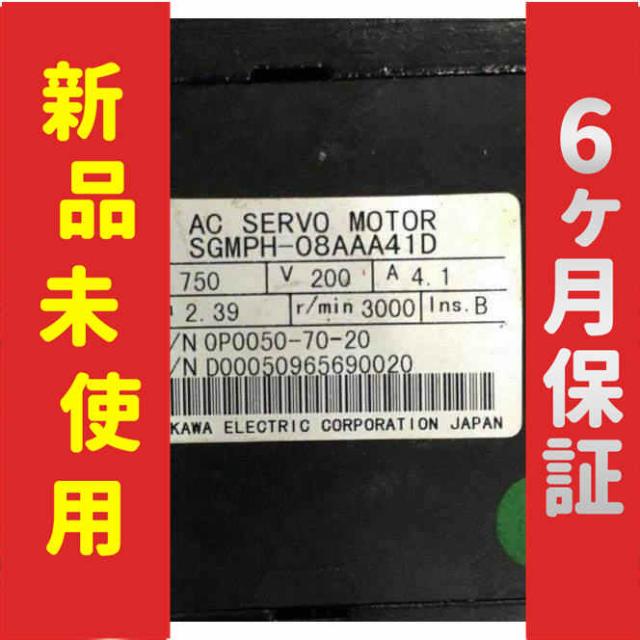 新品未使用
AC SERVO MOTOR
SGMPH-08AAA41D
750 V 200 A 4.1
2.39 r/min 3000 Ins.B
/N 0P0050-70-20
/N D00050965690020
KAWA ELECTRIC CORPORATION JAPAN
6ヶ月保証